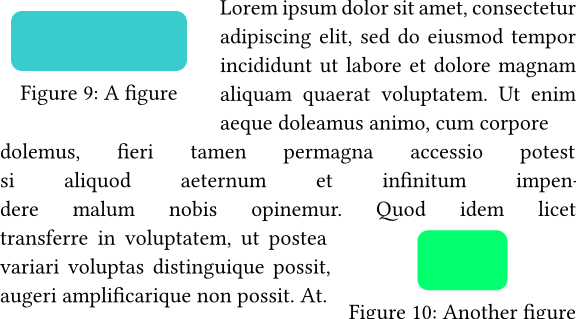 Lorem ipsum dolor sit amet, consectetur
adipiscing elit, sed do eiusmod tempor
incididunt ut labore et dolore magnam
aliquam quaerat voluptatem. Ut enim
aeque doleamus animo, cum corpore
Figure 9: A figure
dolemus, fieri tamen permagna accessio potest
si aliquod aeternum et infinitum impen-
dere malum nobis opinemur. Quod idem licet
transferre in voluptatem, ut postea
variari voluptas distinguique possit,
augeri amplificarique non possit. At.
Figure 10: Another figure